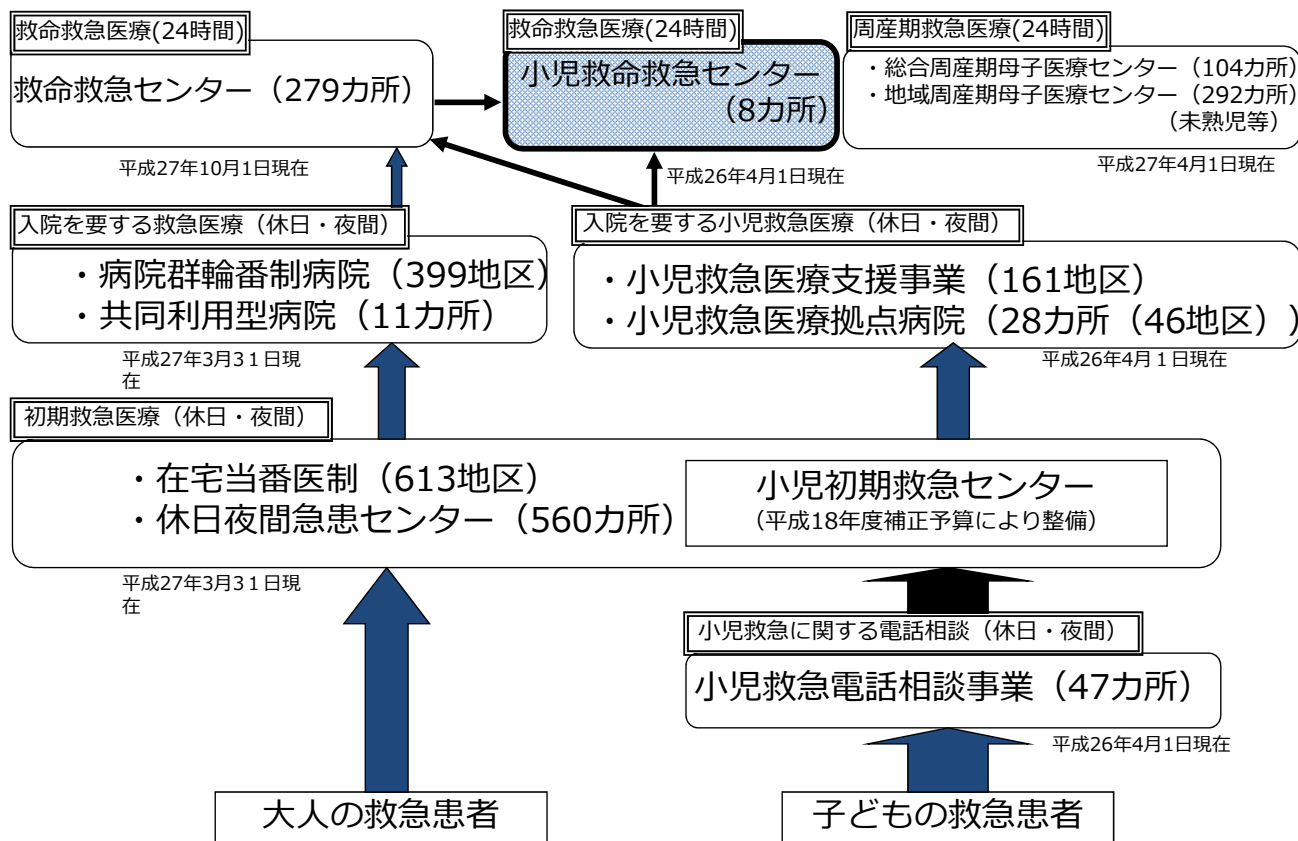 救命救急医療(24時間)
救命救急センター（279カ所）
平成27年10月1日現在
救命救急医療(24時間)
小児救命救急センター
（8カ所）
平成26年4月1日現在
周産期救急医療(24時間)
・総合周産期母子医療センター（104カ所）
・地域周産期母子医療センター（292カ所）
（未熟児等）
平成27年4月1日現在
入院を要する救急医療（休日・夜間）
・病院群輪番制病院（399地区）
・共同利用型病院（11カ所）
平成27年3月３１日現
在
入院を要する小児救急医療（休日・夜間）
・小児救急医療支援事業（161地区）
・小児救急医療拠点病院（28カ所（46地区））
平成26年4月１日現在
初期救急医療（休日・夜間）
・在宅当番医制（613地区）
・休日夜間急患センター（560カ所）
小児初期救急センター
（平成18年度補正予算により整備）
平成27年3月３１日現
在
小児救急に関する電話相談（休日・夜間）
小児救急電話相談事業（47カ所）
平成26年4月1日現在
大人の救急患者
子どもの救急患者